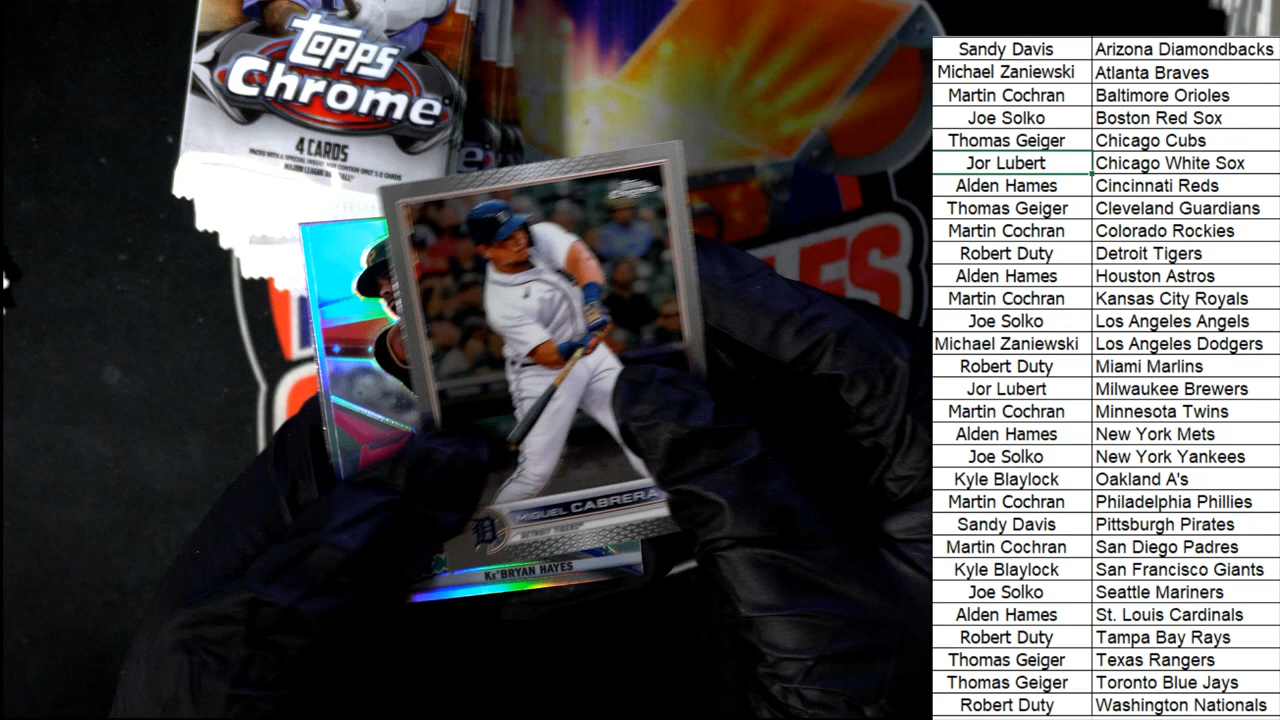 Topps
Chrome
4 CARDS
MAJOR LEAGUE BASEBALL
MIGUEL CABRERA
DETROIT TIGERS
KE'BRYAN HAYES
Sandy Davis Arizona Diamondbacks
Michael Zaniewski Atlanta Braves
Martin Cochran Baltimore Orioles
Joe Solko Boston Red Sox
Thomas Geiger Chicago Cubs
Jor Lubert Chicago White Sox
Alden Hames Cincinnati Reds
Thomas Geiger Cleveland Guardians
Martin Cochran Colorado Rockies
Robert Duty Detroit Tigers
Alden Hames Houston Astros
Martin Cochran Kansas City Royals
Joe Solko Los Angeles Angels
Michael Zaniewski Los Angeles Dodgers
Robert Duty Miami Marlins
Jor Lubert Milwaukee Brewers
Martin Cochran Minnesota Twins
Alden Hames New York Mets
Joe Solko New York Yankees
Kyle Blaylock Oakland A's
Martin Cochran Philadelphia Phillies
Sandy Davis Pittsburgh Pirates
Martin Cochran San Diego Padres
Kyle Blaylock San Francisco Giants
Joe Solko Seattle Mariners
Alden Hames St. Louis Cardinals
Robert Duty Tampa Bay Rays
Thomas Geiger Texas Rangers
Thomas Geiger Toronto Blue Jays
Robert Duty Washington Nationals